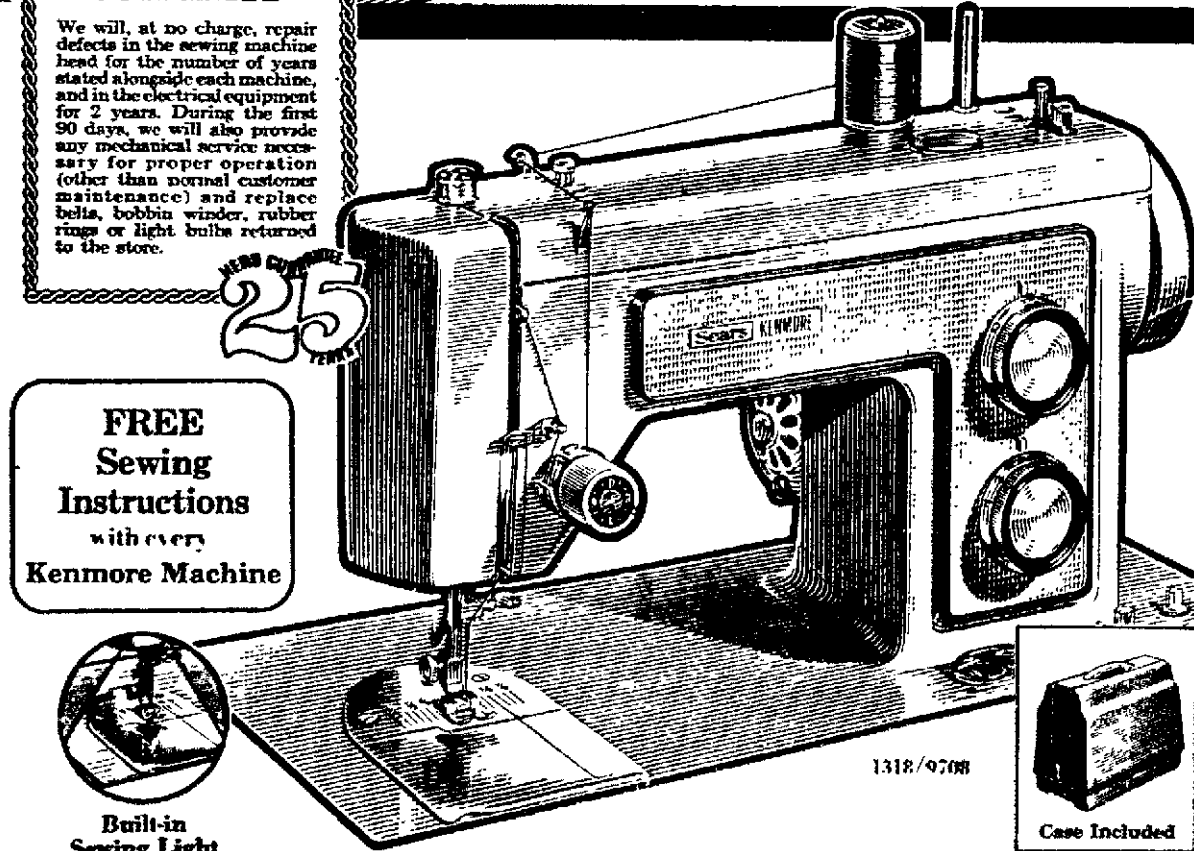 We will, at no charge, repair
defects in the sewing machine
head for the number of years
stated alongside each machine,
and in the electrical equipment
for 2 years. During the first
90 days, we will also provide
any mechanical service neces-
sary for proper operation
(other than normal customer
maintenance) and replace
belts, bobbin winder, rubber
rings or light bulbs returned
to the store.
HEAD GUARANTEE
25
YEARS
FREE
Sewing
Instructions
with every
Kenmore Machine
Sears KENMORE
Built-in
Sewing Light
1318/9708
Case Included